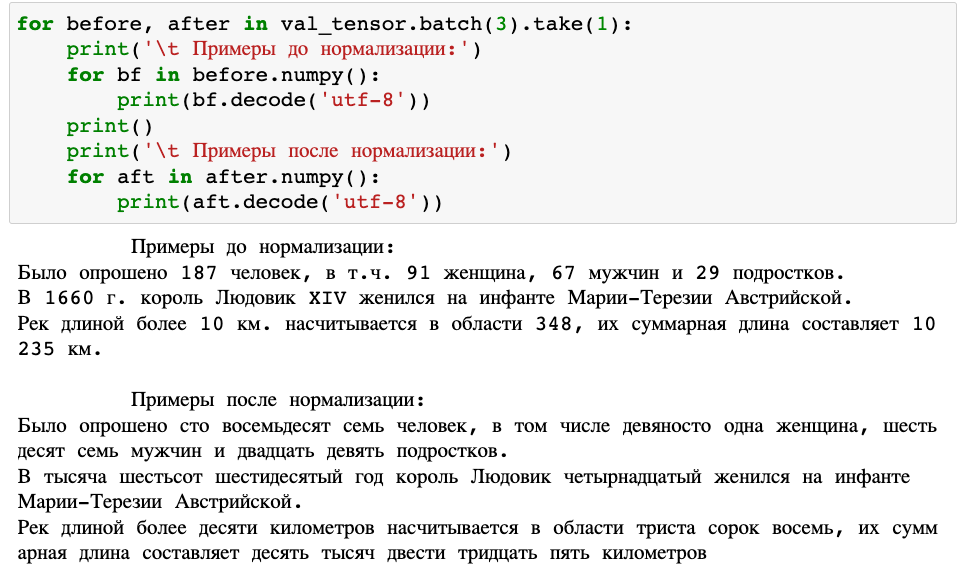 for before, after in val_tensor.batch(3).take(1):
    print('\t Примеры до нормализации:')
    for bf in before.numpy():
        print(bf.decode('utf-8'))
    print()
    print('\t Примеры после нормализации:')
    for aft in after.numpy():
        print(aft.decode('utf-8'))
Примеры до нормализации:
Было опрошено 187 человек, в т.ч. 91 женщина, 67 мужчин и 29 подростков.
В 1660 г. король Людовик XIV женился на инфанте Марии-Терезии Австрийской.
Рек длиной более 10 км. насчитывается в области 348, их суммарная длина составляет 10
235 км.
Примеры после нормализации:
Было опрошено сто восемьдесят семь человек, в том числе девяносто одна женщина, шесть
десят семь мужчин и двадцать девять подростков.
В тысяча шестьсот шестидесятый год король Людовик четырнадцатый женился на инфанте
Марии-Терезии Австрийской.
Рек длиной более десяти километров насчитывается в области триста сорок восемь, их сумм
арная длина составляет десять тысяч двести тридцать пять километров